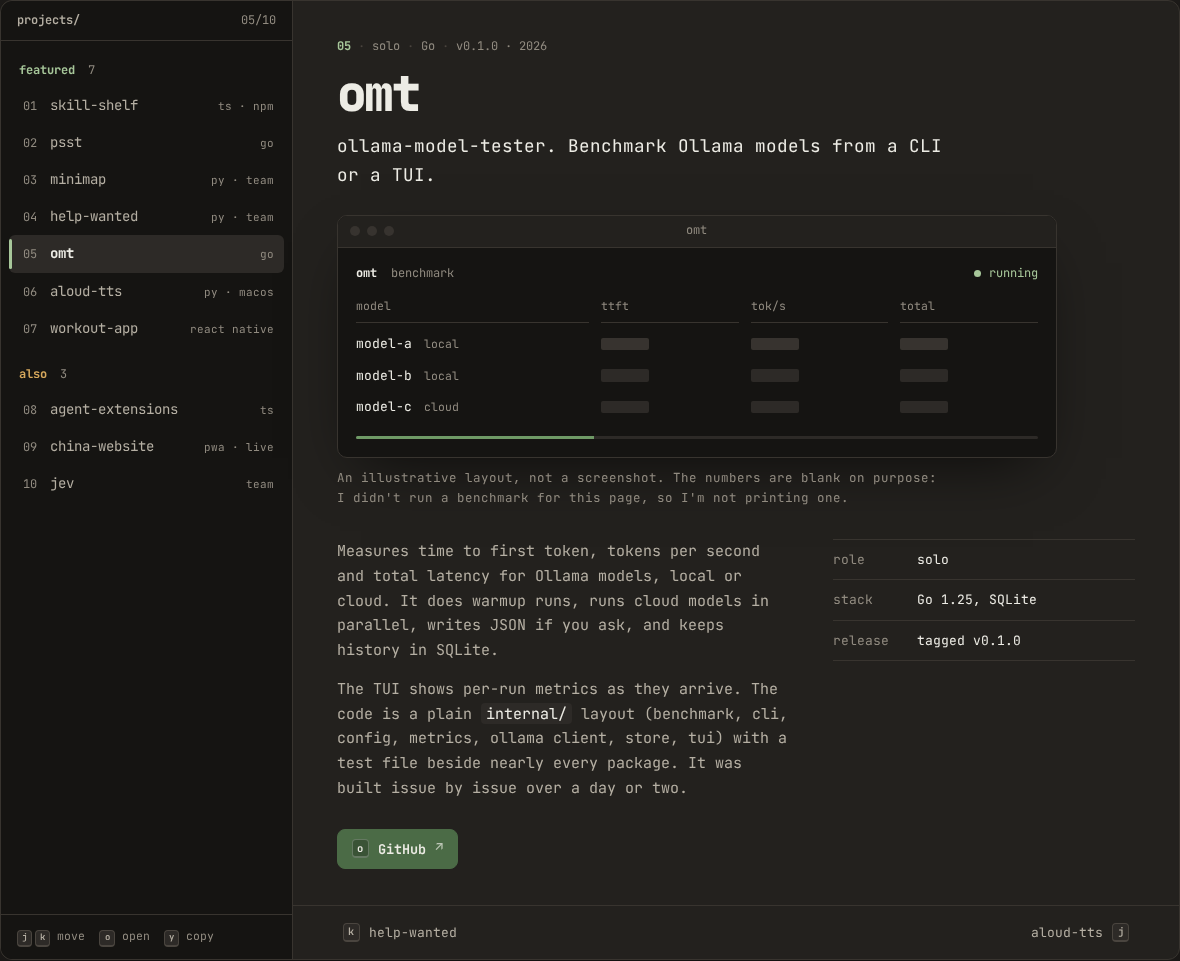 projects/ 05/10
featured 7
01 skill-shelf ts · npm
02 psst go
03 minimap py · team
04 help-wanted py · team
05 omt go
06 aloud-tts py · macos
07 workout-app react native
also 3
08 agent-extensions ts
09 china-website pwa · live
10 jev team
j k move o open y copy
05 · solo · Go · v0.1.0 · 2026
omt
ollama-model-tester. Benchmark Ollama models from a CLI
or a TUI.
omt
omt benchmark ● running
model ttft tok/s total
model-a local
model-b local
model-c cloud
An illustrative layout, not a screenshot. The numbers are blank on purpose:
I didn't run a benchmark for this page, so I'm not printing one.
Measures time to first token, tokens per second
and total latency for Ollama models, local or
cloud. It does warmup runs, runs cloud models in
parallel, writes JSON if you ask, and keeps
history in SQLite.
The TUI shows per-run metrics as they arrive. The
code is a plain internal/ layout (benchmark, cli,
config, metrics, ollama client, store, tui) with a
test file beside nearly every package. It was
built issue by issue over a day or two.
role solo
stack Go 1.25, SQLite
release tagged v0.1.0
o GitHub ↗
k help-wanted
aloud-tts j